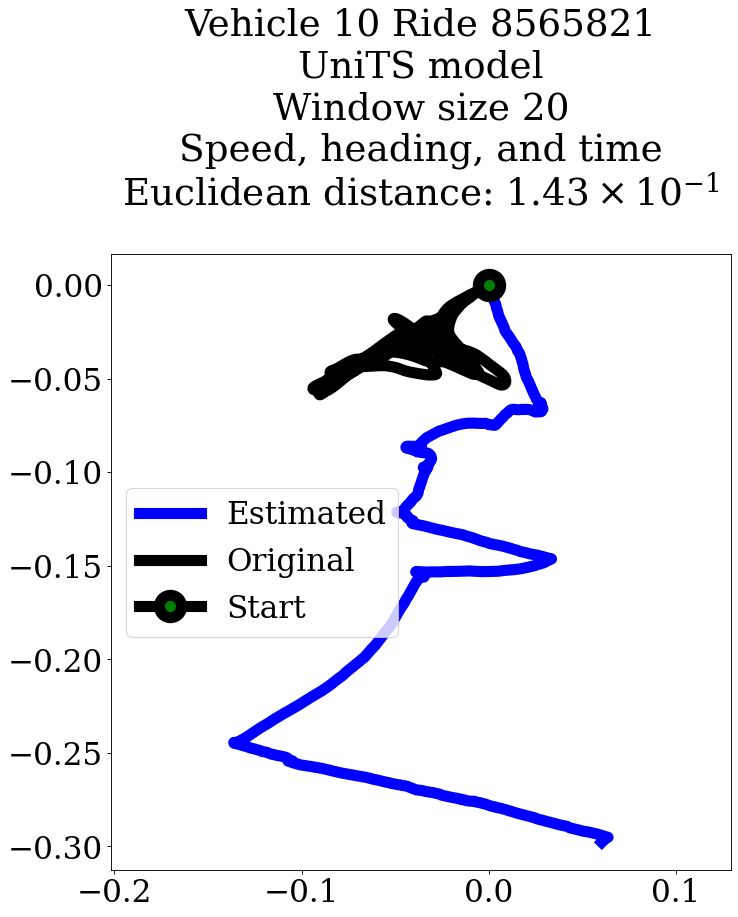 Vehicle 10 Ride 8565821
UniTS model
Window size 20
Speed, heading, and time
Euclidean distance: 1.43 × 10⁻¹
0.00
−0.05
−0.10
−0.15
−0.20
−0.25
−0.30
Estimated
Original
Start
−0.2
−0.1
0.0
0.1